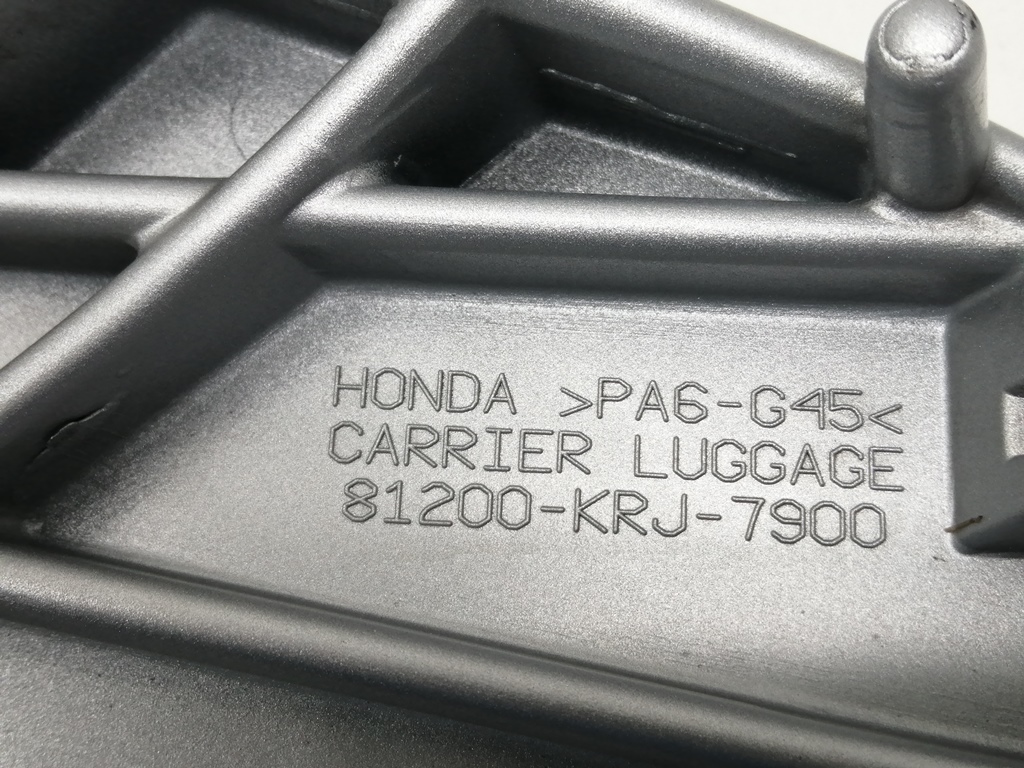 HONDA >PA6-G45<
CARRIER LUGGAGE
81200-KRJ-7900